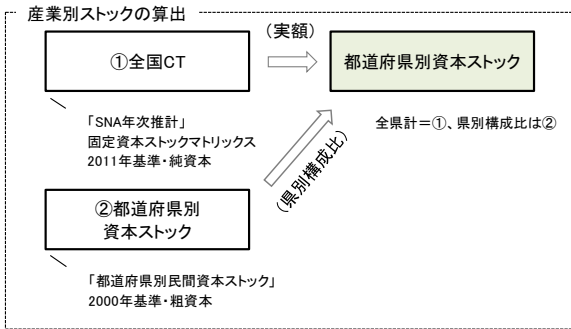 産業別ストックの算出
①全国CT
(実額)
都道府県別資本ストック
「SNA年次推計」
固定資本ストックマトリックス
2011年基準・純資本
全県計=①、県別構成比は②
(県別構成比)
②都道府県別
資本ストック
「都道府県別民間資本ストック」
2000年基準・粗資本